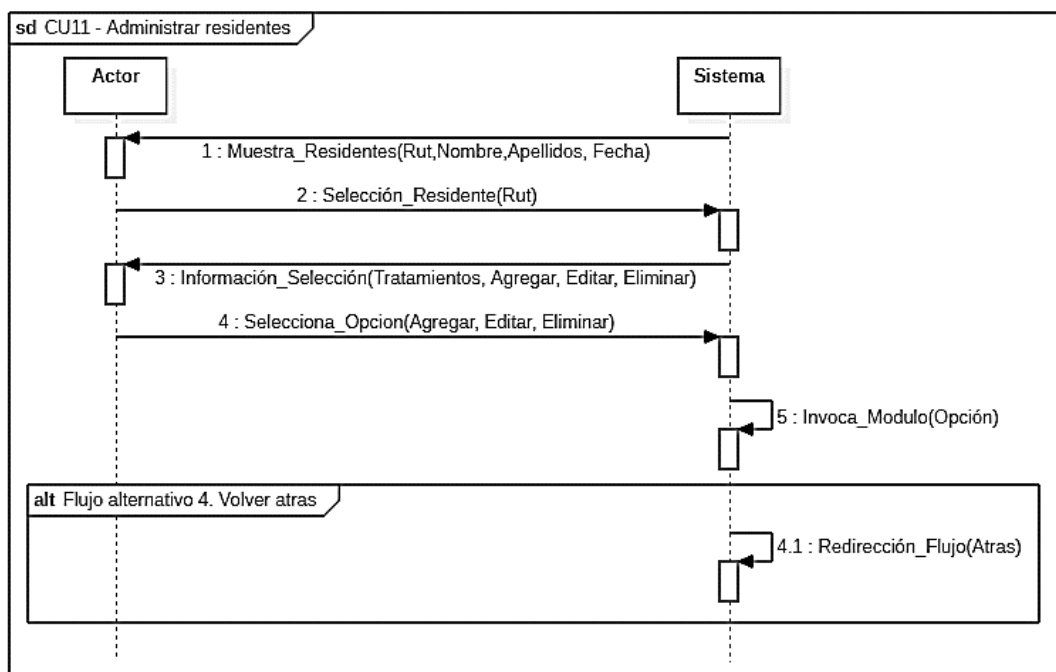 sd CU11 - Administrar residentes
Actor
Sistema
1 : Muestra_Residentes(Rut,Nombre,Apellidos, Fecha)
2 : Selección_Residente(Rut)
3 : Información_Selección(Tratamientos, Agregar, Editar, Eliminar)
4 : Selecciona_Opcion(Agregar, Editar, Eliminar)
5 : Invoca_Modulo(Opción)
alt Flujo alternativo 4. Volver atras
4.1 : Redirección_Flujo(Atras)